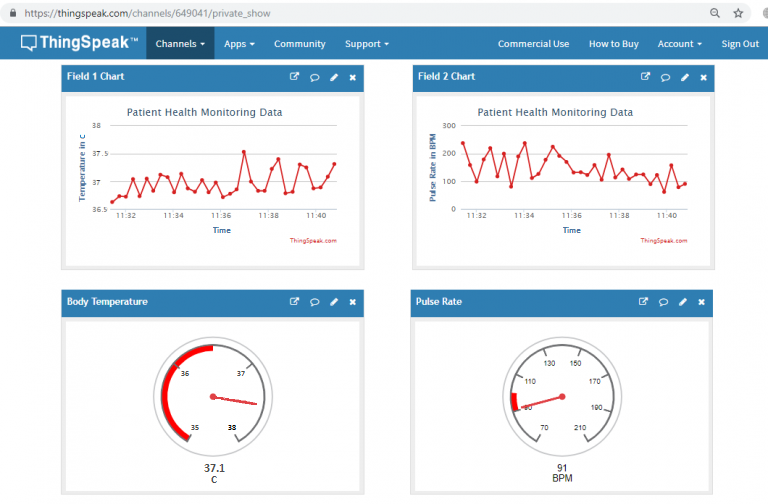 https://thingspeak.com/channels/649041/private_show
ThingSpeak™ Channels Apps Community Support Commercial Use How to Buy Account Sign Out
Field 1 Chart
Patient Health Monitoring Data
Temperature in c
38
37.5
37
36.5
11:32 11:34 11:36 11:38 11:40
Time
ThingSpeak.com
Field 2 Chart
Patient Health Monitoring Data
Pulse Rate in BPM
300
200
100
0
11:32 11:34 11:36 11:38 11:40
Time
ThingSpeak.com
Body Temperature
36 37
35 38
37.1
C
Pulse Rate
130 150
110 170
90 190
70 210
91
BPM